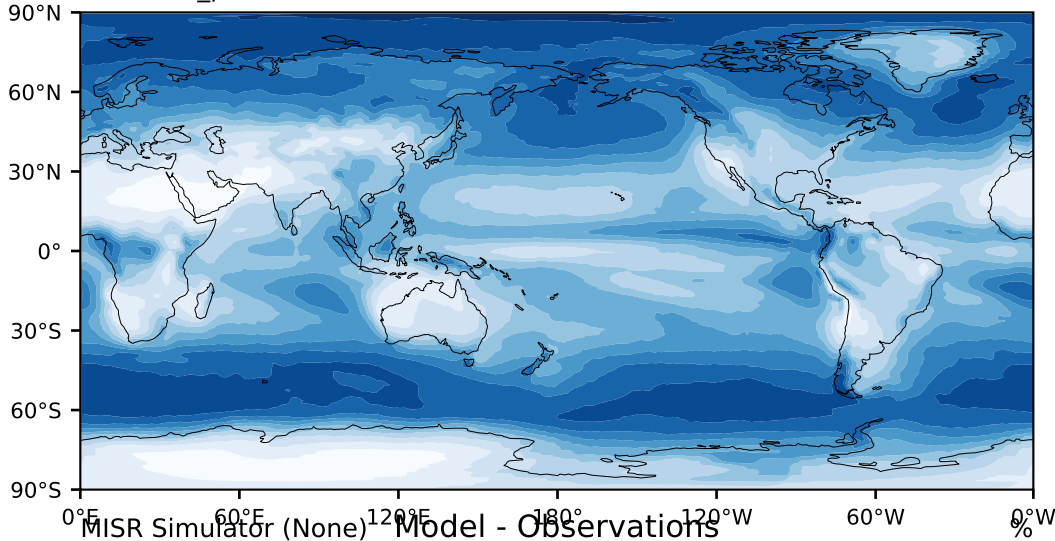 90°N
60°N
30°N
0°
30°S
60°S
90°S
0°E 60°E 120°E 180°W 120°W 60°W 0°W
MISR Simulator (None) Model - Observations %